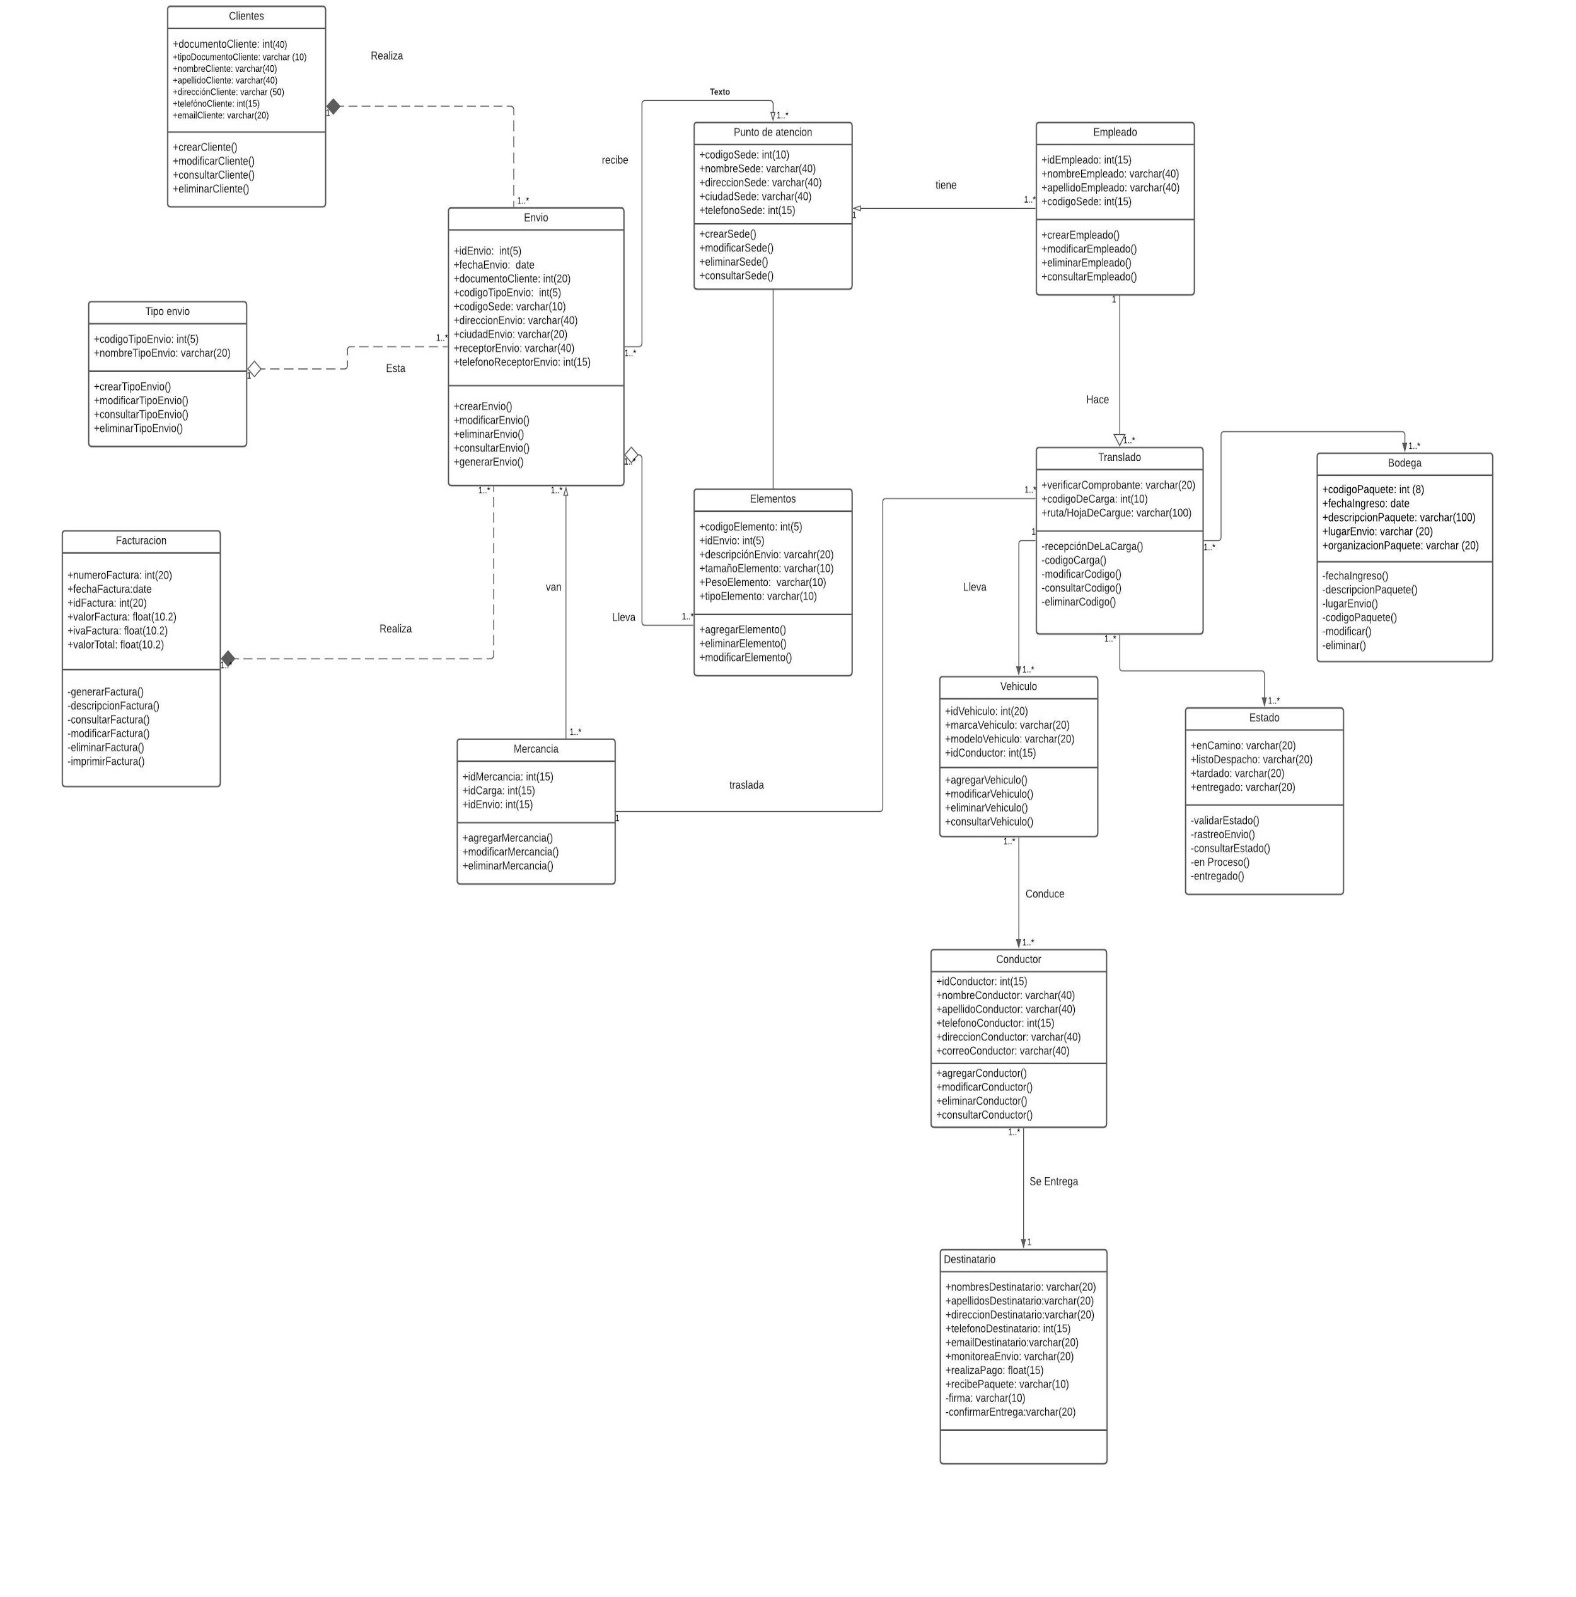 Clientes
+documentoCliente: int(40)
+tipoDocumentoCliente: varchar (10)
+nombreCliente: varchar(40)
+apellidoCliente: varchar(40)
+direcciónCliente: varchar (50)
+telefónoCliente: int(15)
+emailCliente: varchar(20)
+crearCliente()
+modificarCliente()
+consultarCliente()
+eliminarCliente()
Realiza
1
1..*
Envio
+idEnvio:  int(5)
+fechaEnvio:  date
+documentoCliente: int(20)
+codigoTipoEnvio:  int(5)
+codigoSede: varchar(10)
+direccionEnvio: varchar(40)
+ciudadEnvio: varchar(20)
+receptorEnvio: varchar(40)
+telefonoReceptorEnvio: int(15)
+crearEnvio()
+modificarEnvio()
+eliminarEnvio()
+consultarEnvio()
+generarEnvio()
recibe
Texto
1..*
1..*
Punto de atencion
+codigoSede: int(10)
+nombreSede: varchar(40)
+direccionSede: varchar(40)
+ciudadSede: varchar(40)
+telefonoSede: int(15)
+crearSede()
+modificarSede()
+eliminarSede()
+consultarSede()
tiene
1
1..*
Empleado
+idEmpleado: int(15)
+nombreEmpleado: varchar(40)
+apellidoEmpleado: varchar(40)
+codigoSede: int(15)
+crearEmpleado()
+modificarEmpleado()
+eliminarEmpleado()
+consultarEmpleado()
1
Hace
1..*
Tipo envio
+codigoTipoEnvio: int(5)
+nombreTipoEnvio: varchar(20)
+crearTipoEnvio()
+modificarTipoEnvio()
+consultarTipoEnvio()
+eliminarTipoEnvio()
1
Esta
1..*
Translado
+verificarComprobante: varchar(20)
+codigoDeCarga: int(10)
+ruta/HojaDeCargue: varchar(100)
-recepciónDeLaCarga()
-codigoCarga()
-modificarCodigo()
-consultarCodigo()
-eliminarCodigo()
1..*
1..*
Bodega
+codigoPaquete: int (8)
+fechaIngreso: date
+descripcionPaquete: varchar(100)
+lugarEnvio: varchar (20)
+organizacionPaquete: varchar (20)
-fechaIngreso()
-descripcionPaquete()
-lugarEnvio()
-codigoPaquete()
-modificar()
-eliminar()
Elementos
+codigoElemento: int(5)
+idEnvio: int(5)
+descripciónEnvio: varcahr(20)
+tamañoElemento: varchar(10)
+PesoElemento:  varchar(10)
+tipoElemento: varchar(10)
+agregarElemento()
+eliminarElemento()
+modificarElemento()
Lleva
1..*
Facturacion
+numeroFactura: int(20)
+fechaFactura:date
+idFactura: int(20)
+valorFactura: float(10.2)
+ivaFactura: float(10.2)
+valorTotal: float(10.2)
-generarFactura()
-descripcionFactura()
-consultarFactura()
-modificarFactura()
-eliminarFactura()
-imprimirFactura()
Realiza
1..*
van
1..*
1..*
Mercancia
+idMercancia: int(15)
+idCarga: int(15)
+idEnvio: int(15)
+agregarMercancia()
+modificarMercancia()
+eliminarMercancia()
1
traslada
1..*
Lleva
1
1..*
Vehiculo
+idVehiculo: int(20)
+marcaVehiculo: varchar(20)
+modeloVehiculo: varchar(20)
+idConductor: int(15)
+agregarVehiculo()
+modificarVehiculo()
+eliminarVehiculo()
+consultarVehiculo()
1..*
1..*
Estado
+enCamino: varchar(20)
+listoDespacho: varchar(20)
+tardado: varchar(20)
+entregado: varchar(20)
-validarEstado()
-rastreoEnvio()
-consultarEstado()
-en Proceso()
-entregado()
1..*
Conduce
1..*
Conductor
+idConductor: int(15)
+nombreConductor: varchar(40)
+apellidoConductor: varchar(40)
+telefonoConductor: int(15)
+direccionConductor: varchar(40)
+correoConductor: varchar(40)
+agregarConductor()
+modificarConductor()
+eliminarConductor()
+consultarConductor()
1..*
Se Entrega
1
Destinatario
+nombresDestinatario: varchar(20)
+apellidosDestinatario:varchar(20)
+direccionDestinatario:varchar(20)
+telefonoDestinatario: int(15)
+emailDestinatario:varchar(20)
+monitoreaEnvio: varchar(20)
+realizaPago: float(15)
+recibePaquete: varchar(10)
-firma: varchar(10)
-confirmarEntrega:varchar(20)